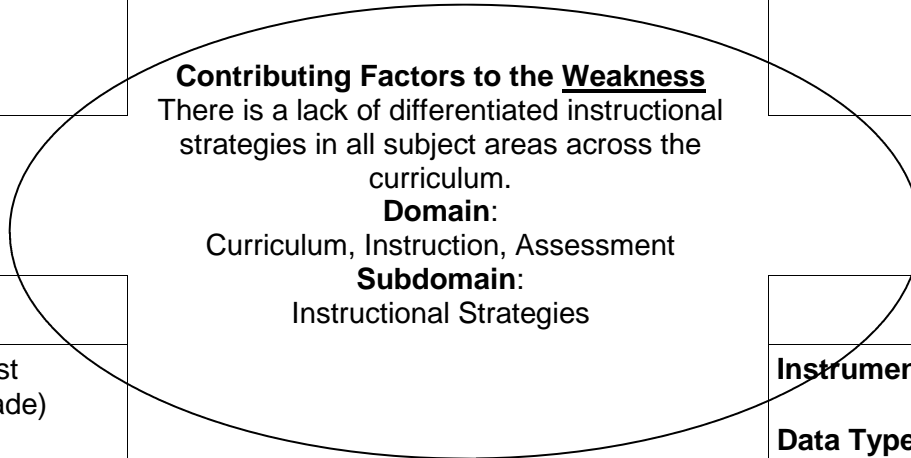 Contributing Factors to the Weakness
There is a lack of differentiated instructional
strategies in all subject areas across the
curriculum.
Domain:
Curriculum, Instruction, Assessment
Subdomain:
Instructional Strategies